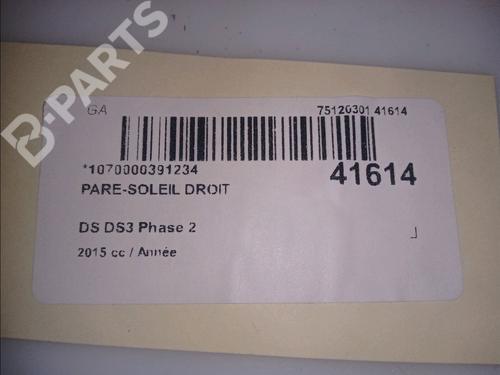 B-PARTS
GA 75120301 41614
*1070000391234 41614
PARE-SOLEIL DROIT
DS DS3 Phase 2
2015 cc / Année